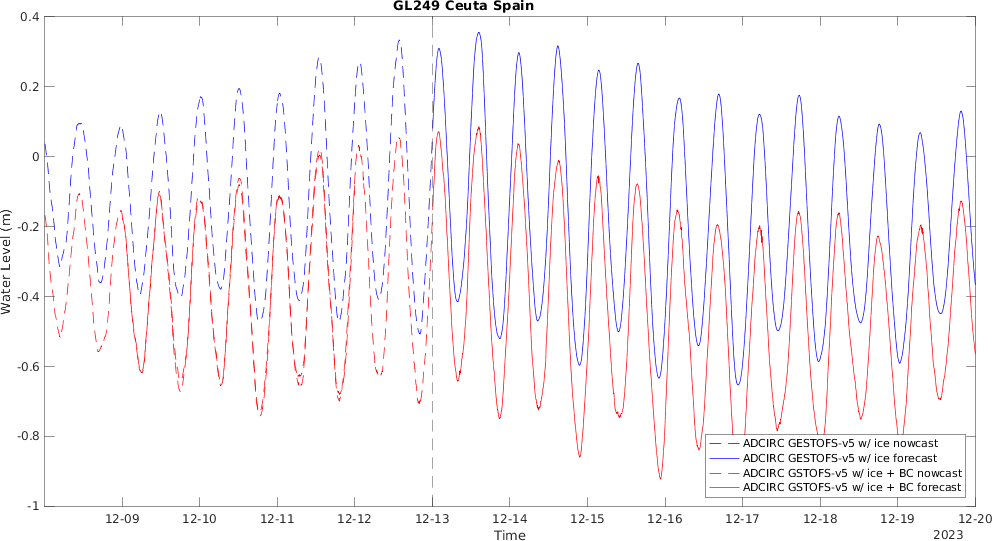 GL249 Ceuta Spain
0.4
0.2
0
-0.2
-0.4
-0.6
-0.8
-1
Water Level (m)
ADCIRC GESTOFS-v5 w/ ice nowcast
ADCIRC GESTOFS-v5 w/ ice forecast
ADCIRC GSTOFS-v5 w/ ice + BC nowcast
ADCIRC GSTOFS-v5 w/ ice + BC forecast
12-09 12-10 12-11 12-12 12-13 12-14 12-15 12-16 12-17 12-18 12-19 12-20
Time
2023